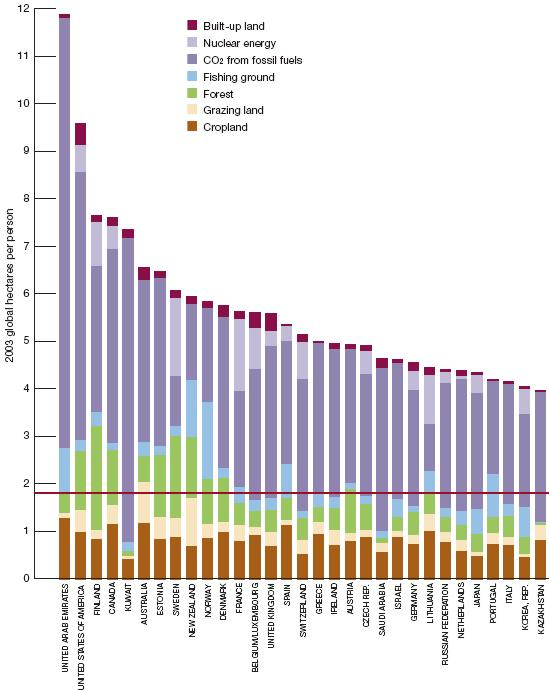 12
11
10
9
8
7
6
5
4
3
2
1
0
2003 global hectares per person
Built-up land
Nuclear energy
CO2 from fossil fuels
Fishing ground
Forest
Grazing land
Cropland
UNITED ARAB EMIRATES
UNITED STATES OF AMERICA
FINLAND
CANADA
KUWAIT
AUSTRALIA
ESTONIA
SWEDEN
NEW ZEALAND
NORWAY
DENMARK
FRANCE
BELGIUM/LUXEMBOURG
UNITED KINGDOM
SPAIN
SWITZERLAND
GREECE
IRELAND
AUSTRIA
CZECH REP.
SAUDI ARABIA
ISRAEL
GERMANY
LITHUANIA
RUSSIAN FEDERATION
NETHERLANDS
JAPAN
PORTUGAL
ITALY
KOREA, REP.
KAZAKHSTAN